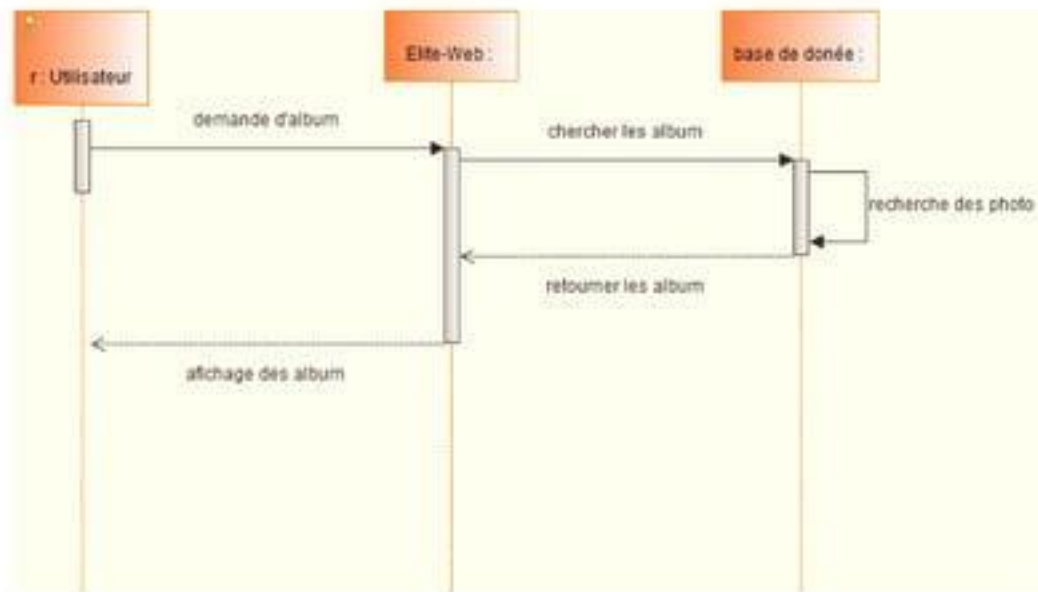 r : Utilisateur
Elite-Web :
base de donée :
demande d'album
chercher les album
recherche des photo
retourner les album
afichage des album